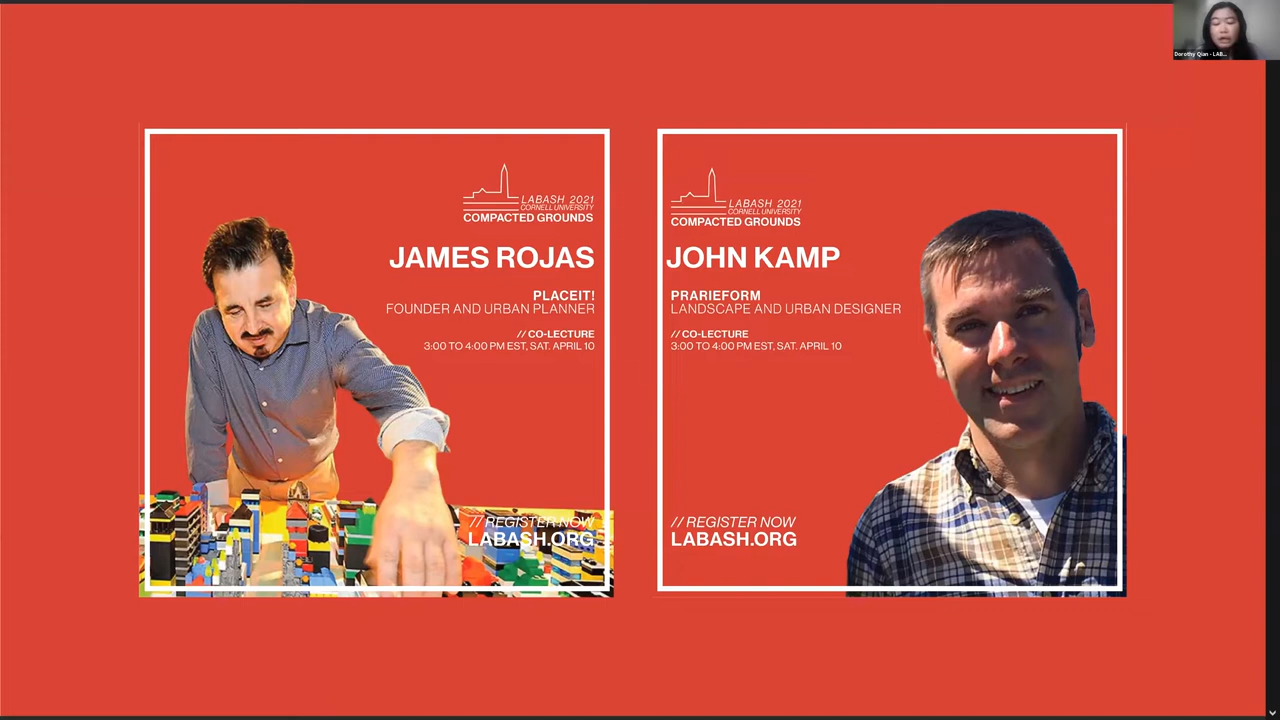 LABASH 2021
CORNELL UNIVERSITY
COMPACTED GROUNDS
JAMES ROJAS
PLACEIT!
FOUNDER AND URBAN PLANNER
// CO-LECTURE
3:00 TO 4:00 PM EST, SAT. APRIL 10
// REGISTER NOW
LABASH.ORG
LABASH 2021
CORNELL UNIVERSITY
COMPACTED GROUNDS
JOHN KAMP
PRARIEFORM
LANDSCAPE AND URBAN DESIGNER
// CO-LECTURE
3:00 TO 4:00 PM EST, SAT. APRIL 10
// REGISTER NOW
LABASH.ORG
Dorothy Qian - LAB...